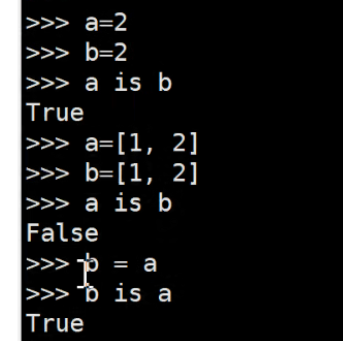 >>> a=2
>>> b=2
>>> a is b
True
>>> a=[1, 2]
>>> b=[1, 2]
>>> a is b
False
>>> b = a
>>> b is a
True